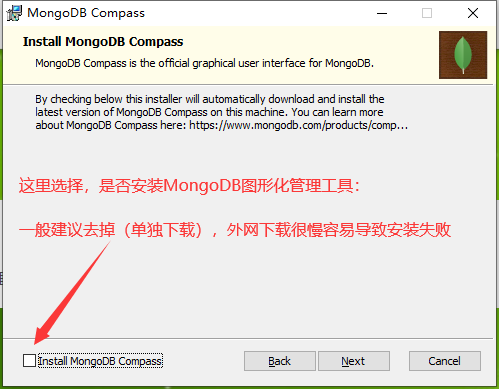 MongoDB Compass
Install MongoDB Compass
MongoDB Compass is the official graphical user interface for MongoDB.
By checking below this installer will automatically download and install the
latest version of MongoDB Compass on this machine. You can learn more
about MongoDB Compass here: https://www.mongodb.com/products/comp...
这里选择，是否安装MongoDB图形化管理工具：
一般建议去掉（单独下载），外网下载很慢容易导致安装失败
Install MongoDB Compass
Back
Next
Cancel